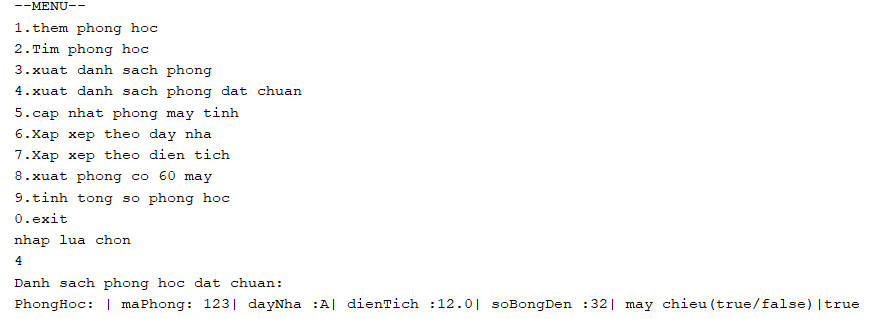 --MENU--
1.them phong hoc
2.Tim phong hoc
3.xuat danh sach phong
4.xuat danh sach phong dat chuan
5.cap nhat phong may tinh
6.Xap xep theo day nha
7.Xap xep theo dien tich
8.xuat phong co 60 may
9.tinh tong so phong hoc
0.exit
nhap lua chon
4
Danh sach phong hoc dat chuan:
PhongHoc: | maPhong: 123| dayNha :A| dienTich :12.0| soBongDen :32| may chieu(true/false)|true